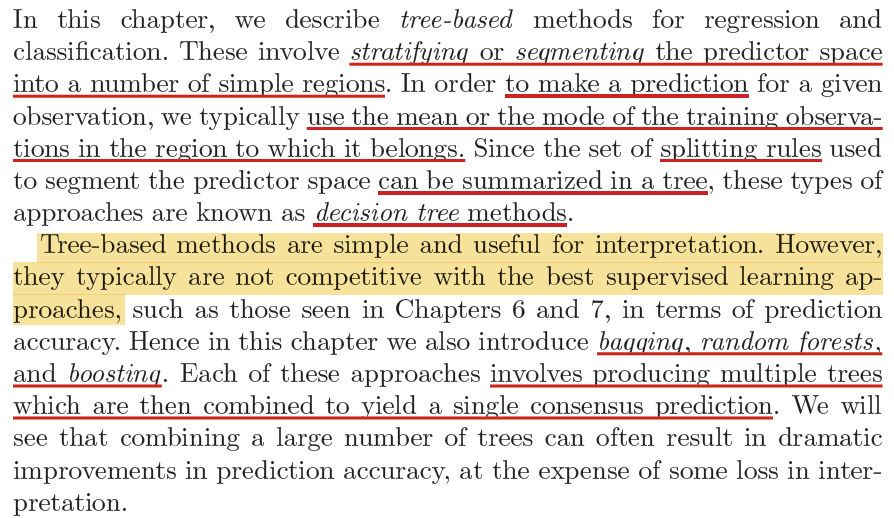 In this chapter, we describe tree-based methods for regression and
classification. These involve stratifying or segmenting the predictor space
into a number of simple regions. In order to make a prediction for a given
observation, we typically use the mean or the mode of the training observa-
tions in the region to which it belongs. Since the set of splitting rules used
to segment the predictor space can be summarized in a tree, these types of
approaches are known as decision tree methods.
Tree-based methods are simple and useful for interpretation. However,
they typically are not competitive with the best supervised learning ap-
proaches, such as those seen in Chapters 6 and 7, in terms of prediction
accuracy. Hence in this chapter we also introduce bagging, random forests,
and boosting. Each of these approaches involves producing multiple trees
which are then combined to yield a single consensus prediction. We will
see that combining a large number of trees can often result in dramatic
improvements in prediction accuracy, at the expense of some loss in inter-
pretation.